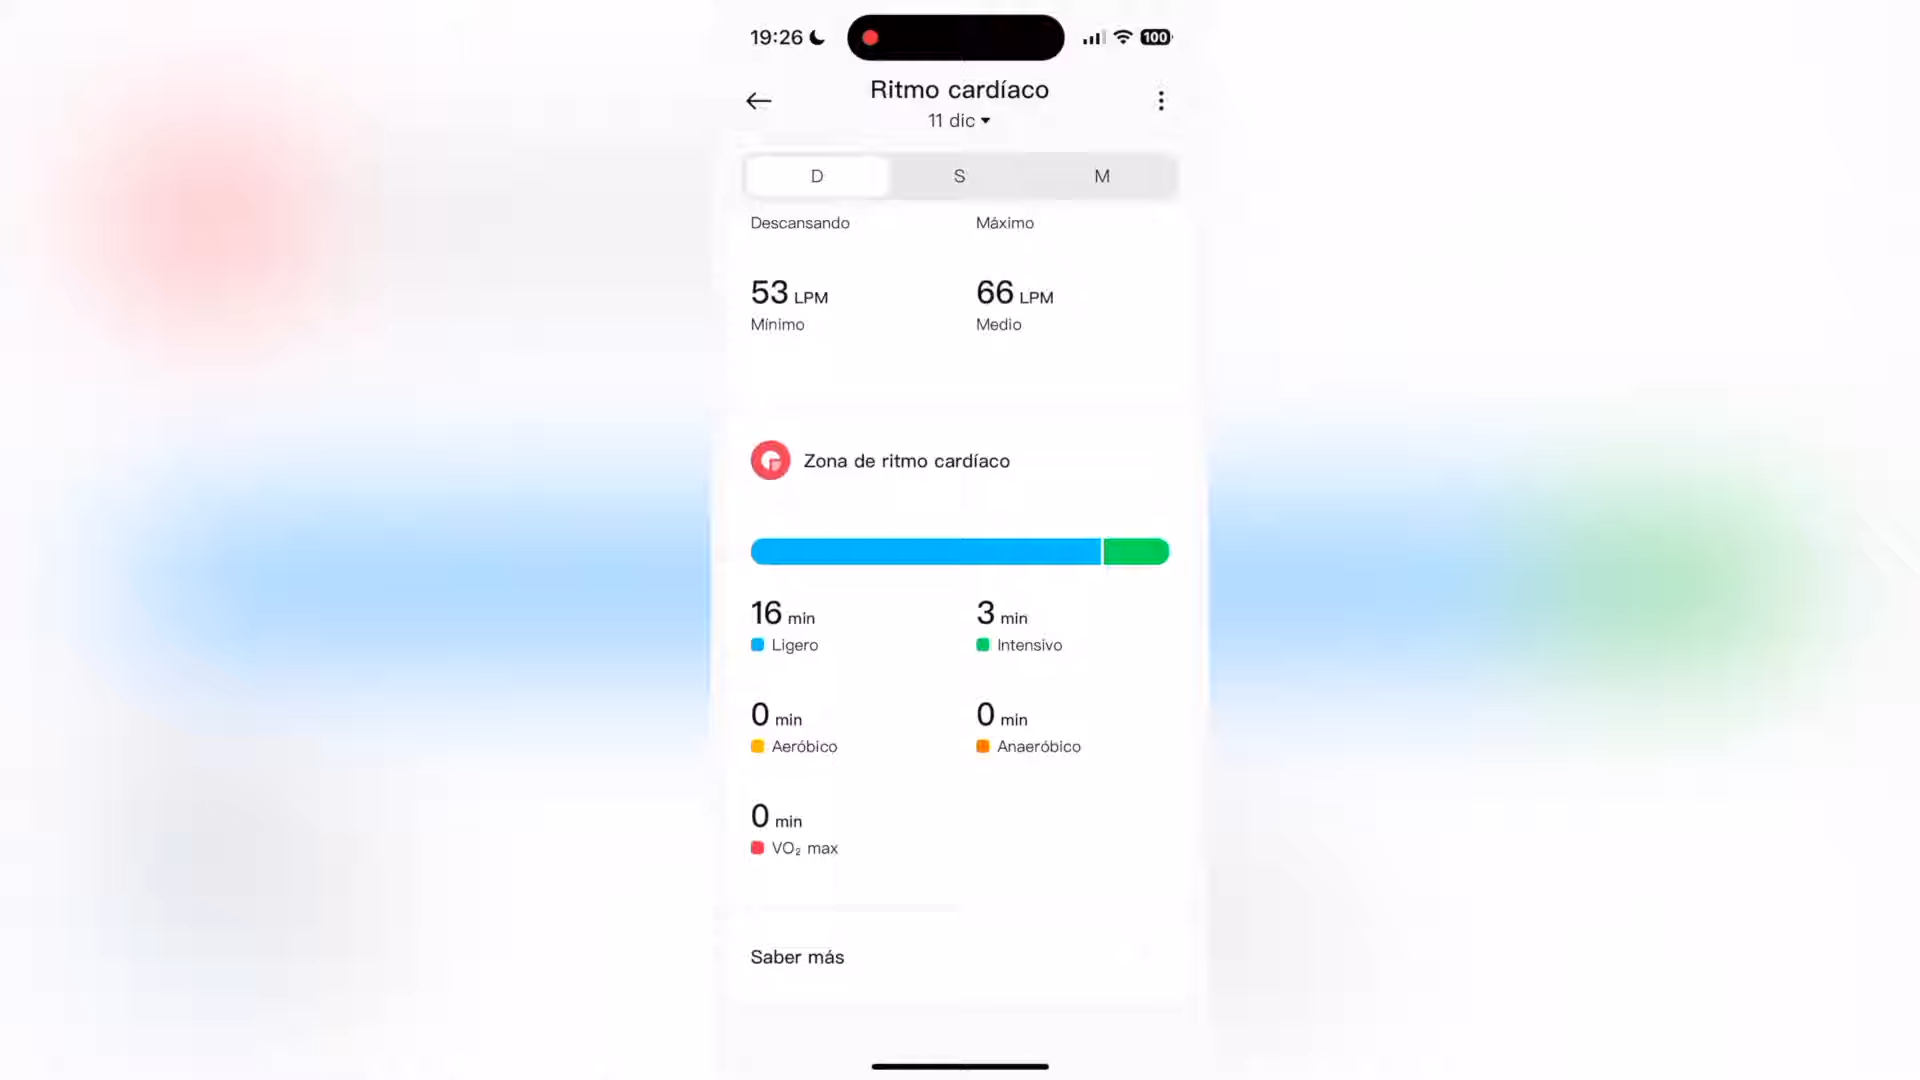 19:26
100
Ritmo cardíaco
11 dic
D S M
Descansando Máximo
53 LPM 66 LPM
Mínimo Medio
Zona de ritmo cardíaco
16 min 3 min
Ligero Intensivo
0 min 0 min
Aeróbico Anaeróbico
0 min
VO₂ max
Saber más